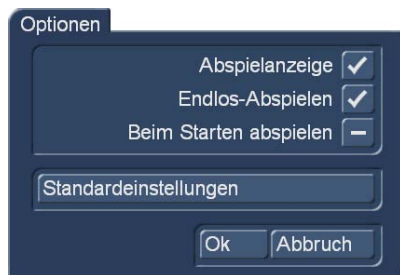 Optionen
Abspielanzeige
Endlos-Abspielen
Beim Starten abspielen
Standardeinstellungen
Ok Abbruch